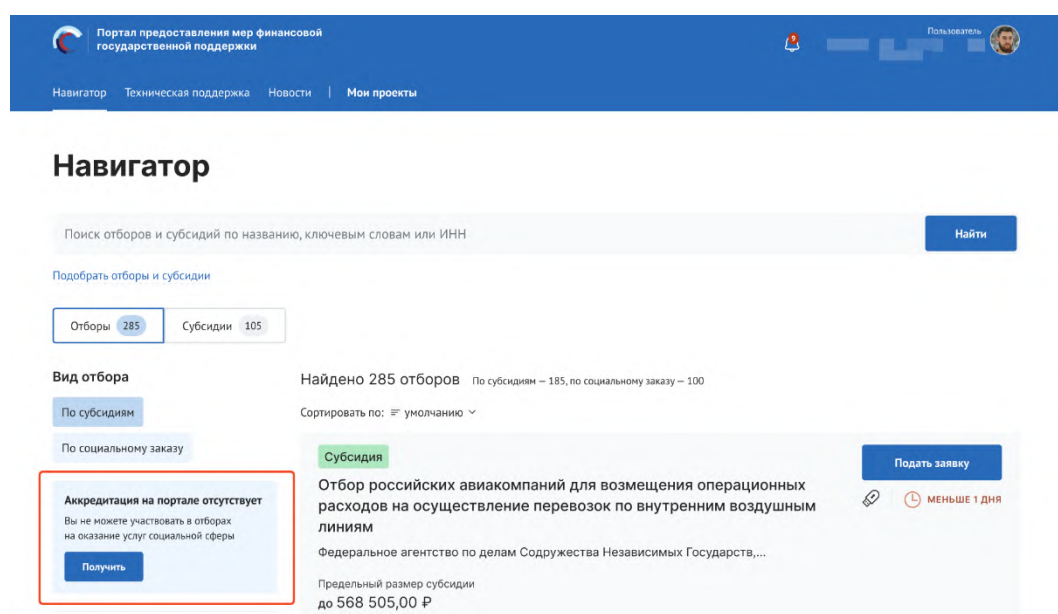 Портал предоставления мер финансовой
государственной поддержки
9
Пользователь
Навигатор Техническая поддержка Новости | Мои проекты
Навигатор
Поиск отборов и субсидий по названию, ключевым словам или ИНН
Найти
Подобрать отборы и субсидии
Отборы 285 Субсидии 105
Вид отбора
По субсидиям
По социальному заказу
Аккредитация на портале отсутствует
Вы не можете участвовать в отборах
на оказание услуг социальной сферы
Получить
Найдено 285 отборов По субсидиям – 185, по социальному заказу – 100
Сортировать по: умолчанию
Субсидия
Подать заявку
МЕНЬШЕ 1 ДНЯ
Отбор российских авиакомпаний для возмещения операционных
расходов на осуществление перевозок по внутренним воздушным
линиям
Федеральное агентство по делам Содружества Независимых Государств,...
Предельный размер субсидии
до 568 505,00 ₽